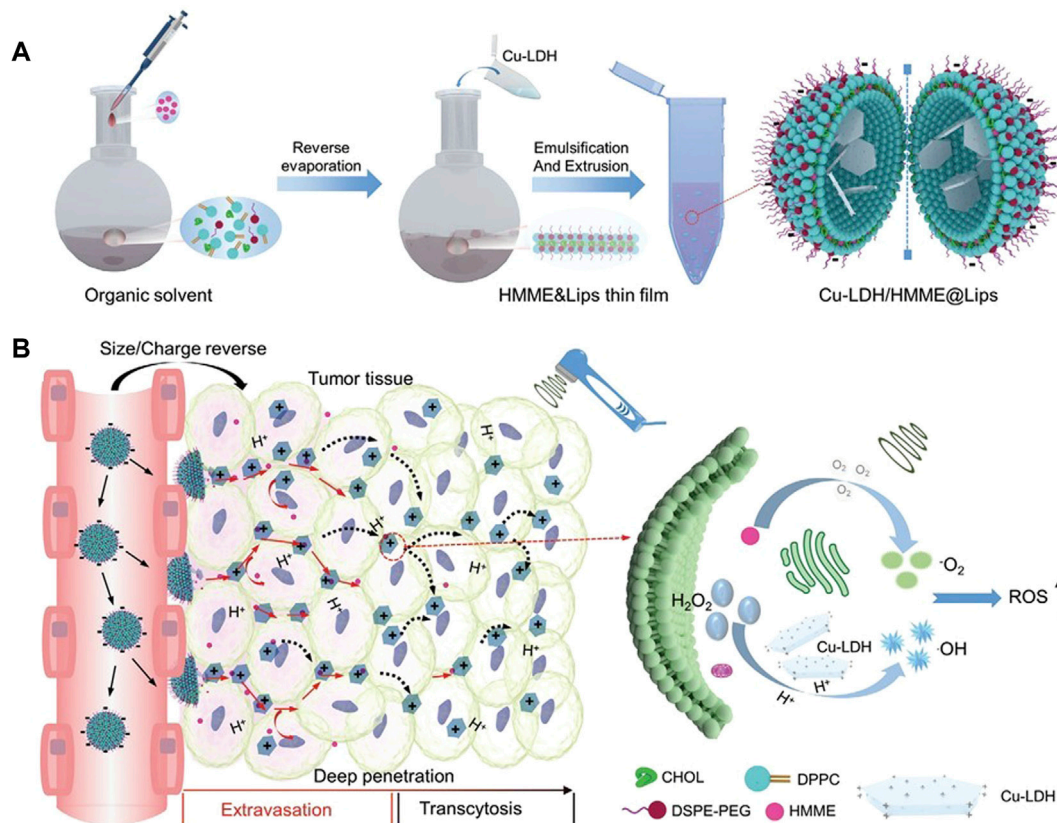 A
Cu-LDH
Reverse
evaporation
Emulsification
And Extrusion
Organic solvent
HMME&Lips thin film
Cu-LDH/HMME@Lips
B
Size/Charge reverse
Tumor tissue
H+
H+
H+
H+
H+
H+
H+
H+
H+
H+
H+
O2 O2
O2
·O2
H2O2
ROS
Cu-LDH
·OH
H+
H+
Deep penetration
Extravasation
Transcytosis
CHOL
DPPC
Cu-LDH
DSPE-PEG
HMME